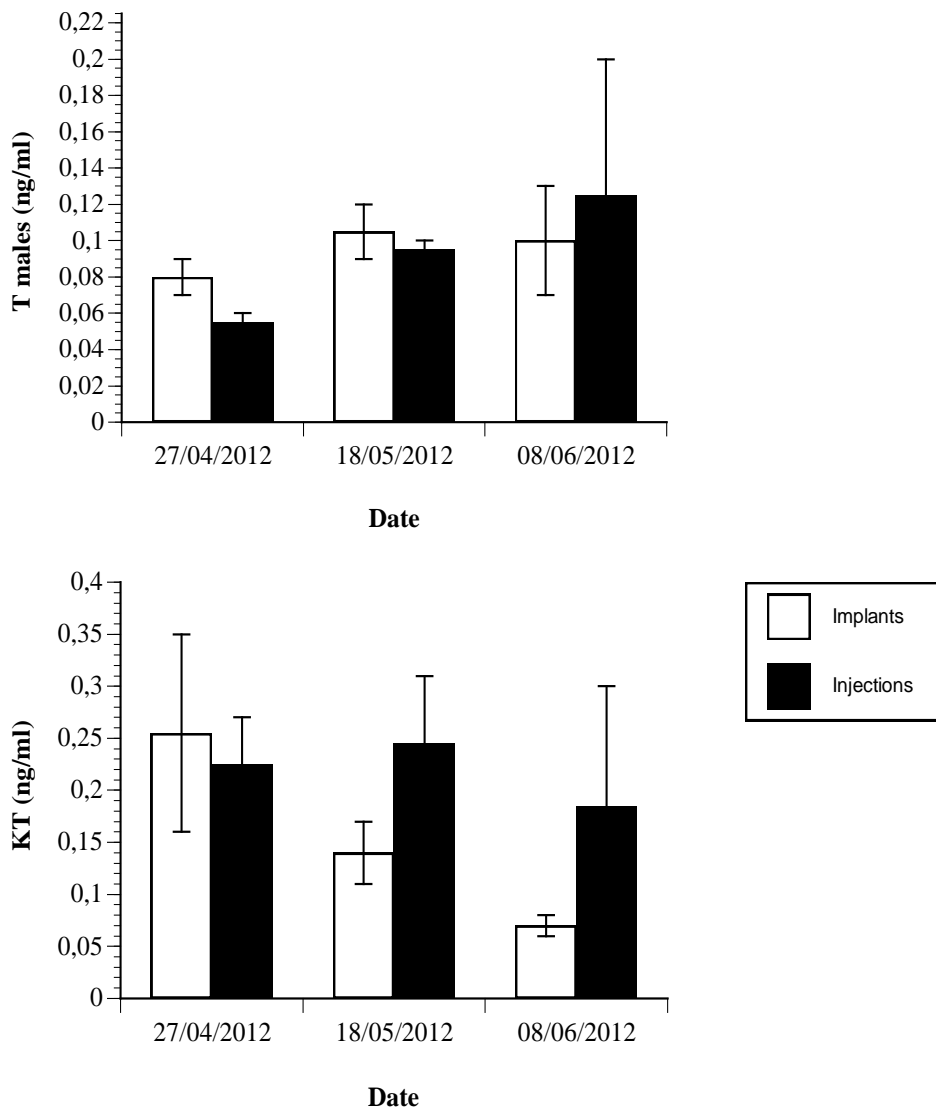 0,22
0,2
0,18
0,16
0,14
0,12
0,1
0,08
0,06
0,04
0,02
0
T males (ng/ml)
27/04/2012 18/05/2012 08/06/2012
Date
0,4
0,35
0,3
0,25
0,2
0,15
0,1
0,05
0
KT (ng/ml)
27/04/2012 18/05/2012 08/06/2012
Date
Implants
Injections